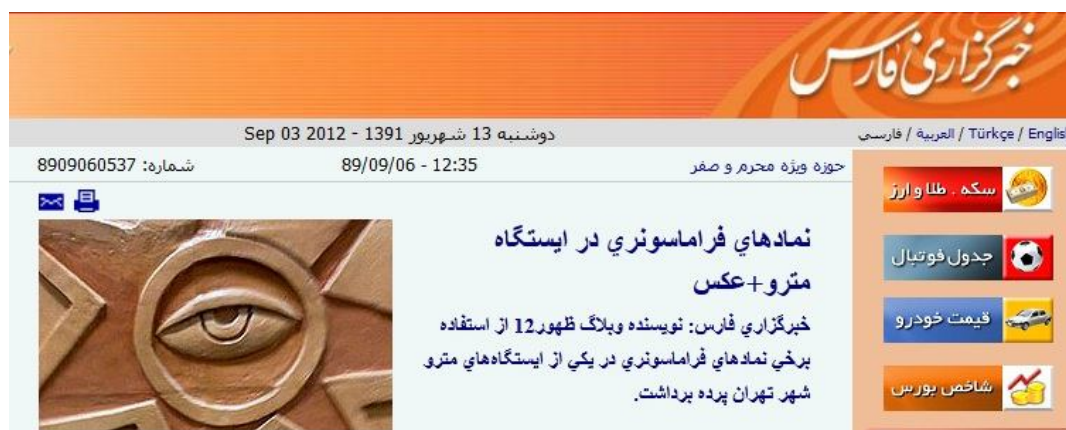 خبرگزاری فارس
English / Türkçe / العربية / فارسی
دوشنبه 13 شهریور 1391 - Sep 03 2012
حوزه ویژه محرم و صفر
89/09/06 - 12:35
شماره: 8909060537
نمادهاي فراماسونري در ايستگاه
مترو+عكس
خبرگزاري فارس: نويسنده وبلاگ ظهور12 از استفاده
برخي نمادهاي فراماسونري در يكي از ايستگاه‌هاي مترو
شهر تهران پرده برداشت.
سکه . طلا و ارز
جدول فوتبال
قیمت خودرو
شاخص بورس